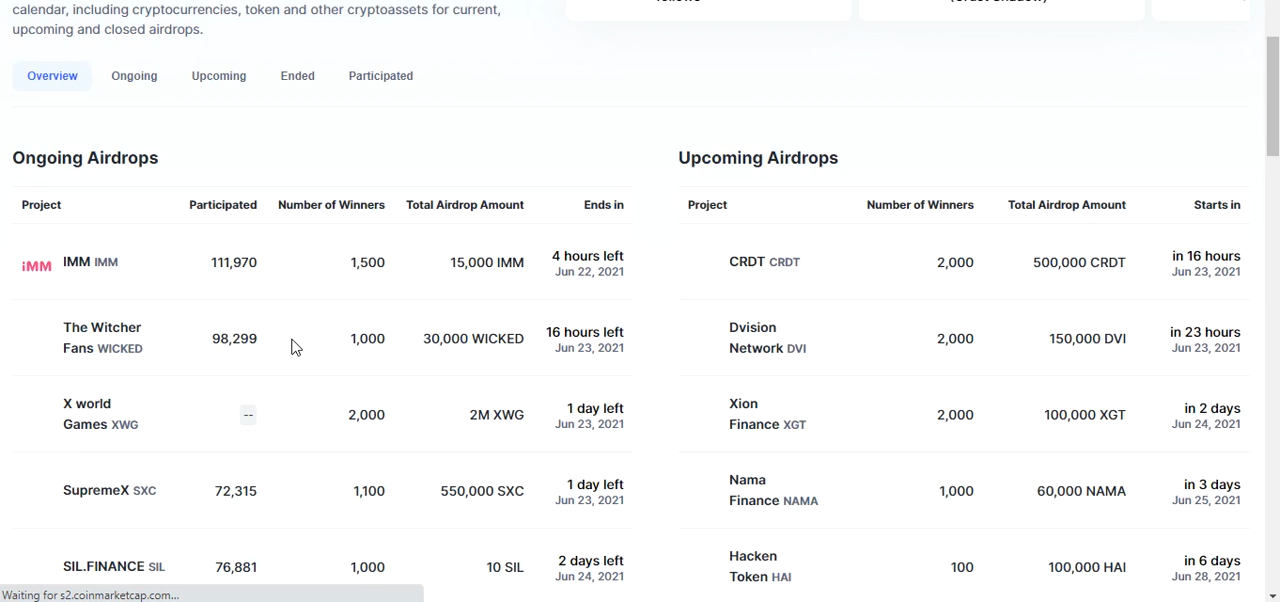 calendar, including cryptocurrencies, token and other cryptoassets for current,
upcoming and closed airdrops.
Overview Ongoing Upcoming Ended Participated
Ongoing Airdrops
Project Participated Number of Winners Total Airdrop Amount Ends in
iMM IMM IMM 111,970 1,500 15,000 IMM 4 hours left
Jun 22, 2021
The Witcher
Fans WICKED 98,299 1,000 30,000 WICKED 16 hours left
Jun 23, 2021
X world
Games XWG -- 2,000 2M XWG 1 day left
Jun 23, 2021
SupremeX SXC 72,315 1,100 550,000 SXC 1 day left
Jun 23, 2021
SIL.FINANCE SIL 76,881 1,000 10 SIL 2 days left
Jun 24, 2021
Upcoming Airdrops
Project Number of Winners Total Airdrop Amount Starts in
CRDT CRDT 2,000 500,000 CRDT in 16 hours
Jun 23, 2021
Dvision
Network DVI 2,000 150,000 DVI in 23 hours
Jun 23, 2021
Xion
Finance XGT 2,000 100,000 XGT in 2 days
Jun 24, 2021
Nama
Finance NAMA 1,000 60,000 NAMA in 3 days
Jun 25, 2021
Hacken
Token HAI 100 100,000 HAI in 6 days
Jun 28, 2021
Waiting for s2.coinmarketcap.com...